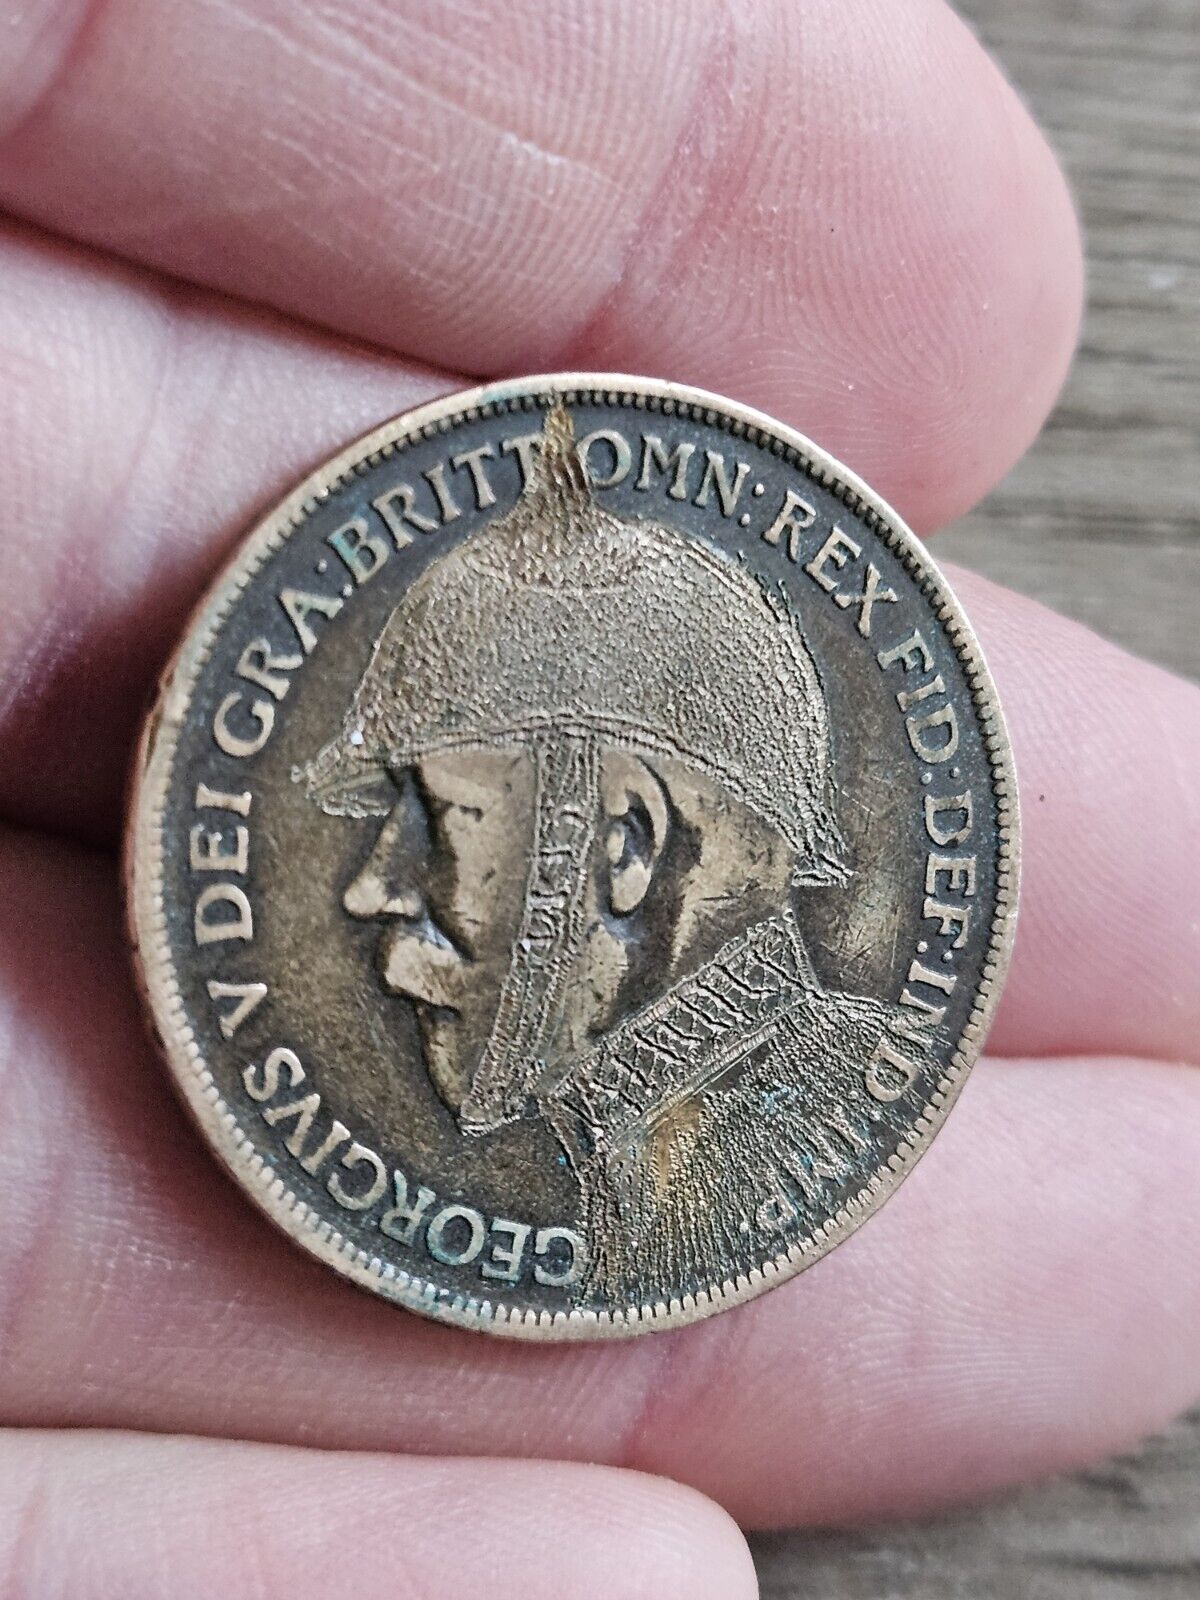 GEORGIVS V DEI GRA: BRITT OMN: REX FID: DEF: IND IMP: